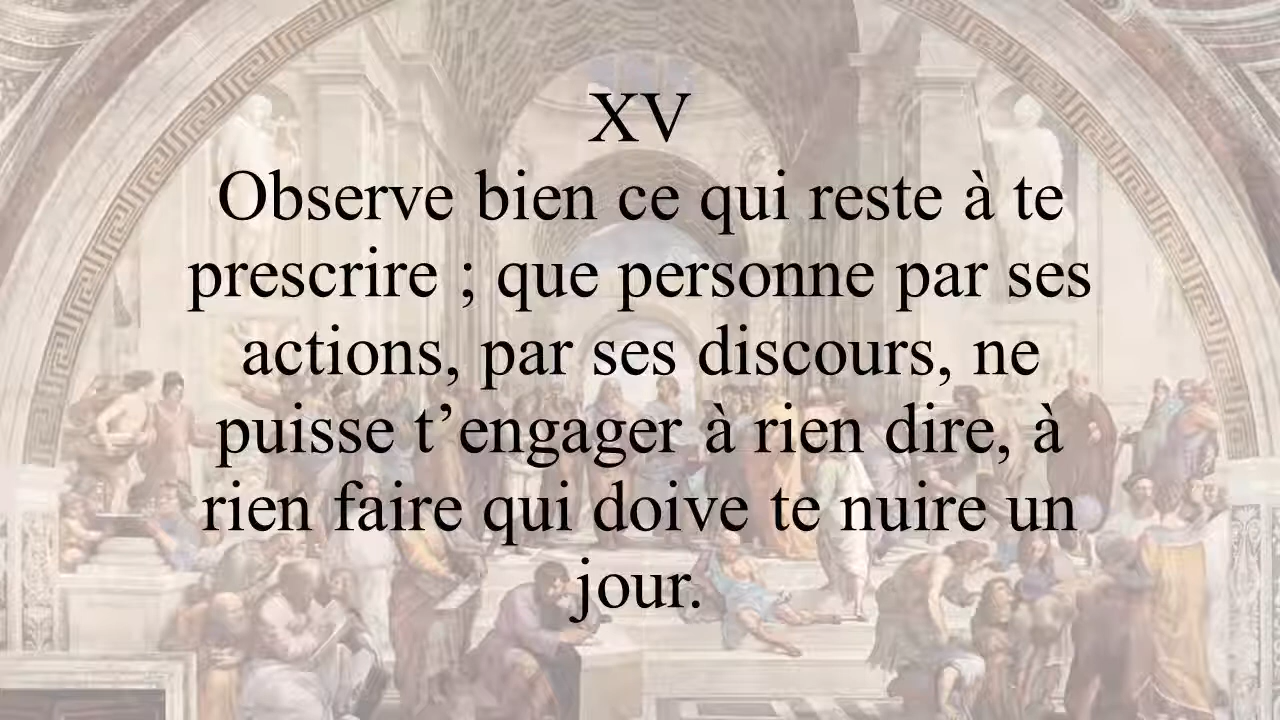 XV
Observe bien ce qui reste à te
prescrire ; que personne par ses
actions, par ses discours, ne
puisse t’engager à rien dire, à
rien faire qui doive te nuire un
jour.